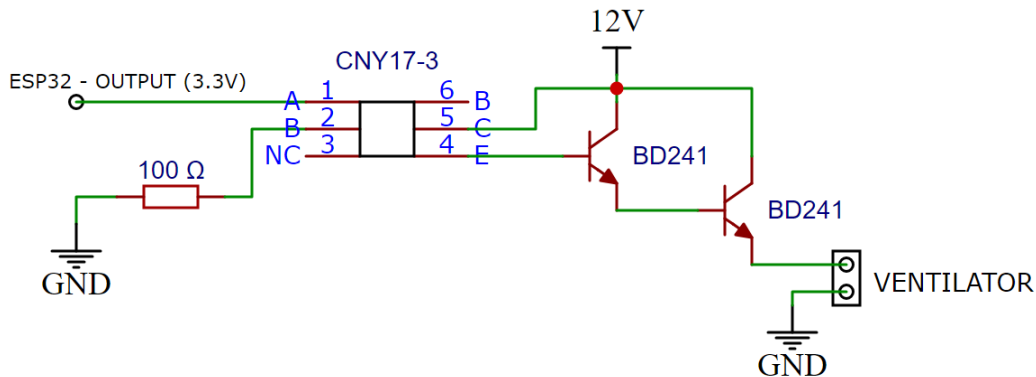 12V
CNY17-3
ESP32 - OUTPUT (3.3V)
A 1 6 B
B 2 5 C
NC 3 4 E
BD241
100 Ω
BD241
GND
VENTILATOR
GND